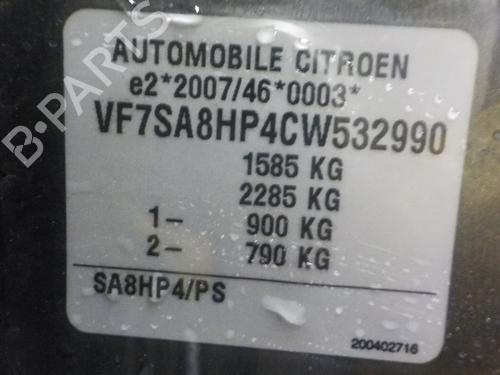 AUTOMOBILE CITROEN
e2*2007/46*0003*
VF7SA8HP4CW532990
1585 KG
2285 KG
1- 900 KG
2- 790 KG
SA8HP4/PS
200402716
B-PARTS